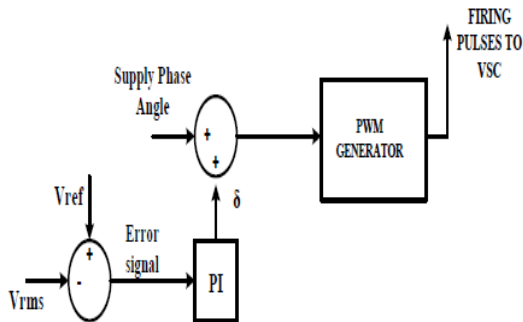 FIRING
PULSES TO
VSC
Supply Phase
Angle
+
+
PWM
GENERATOR
Vref
δ
+
-
Error
signal
PI
Vrms